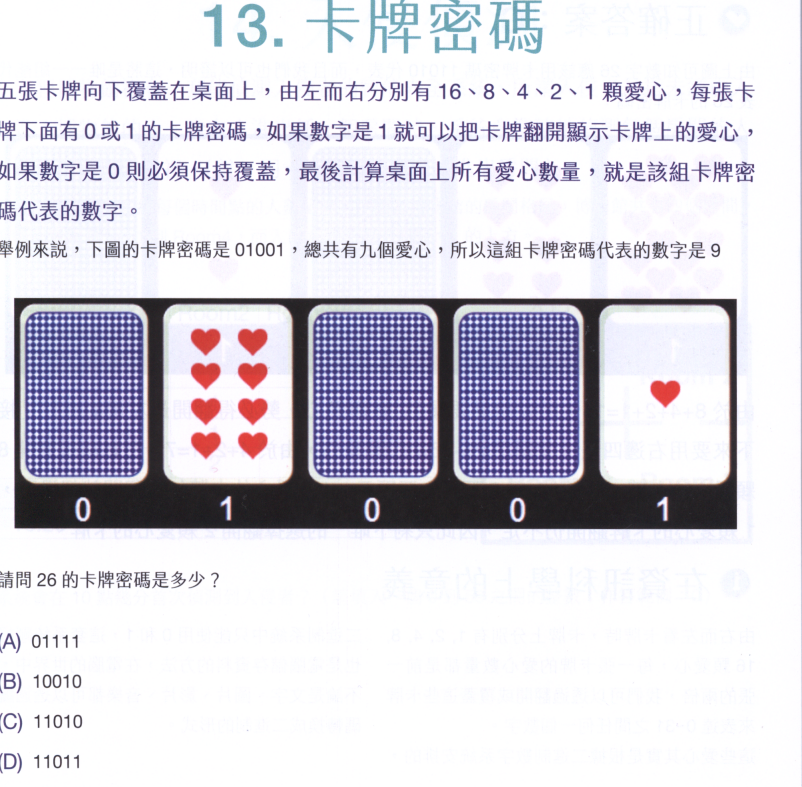 13. 卡牌密碼
五張卡牌向下覆蓋在桌面上，由左而右分別有 16、8、4、2、1 顆愛心，每張卡
牌下面有 0 或 1 的卡牌密碼，如果數字是 1 就可以把卡牌翻開顯示卡牌上的愛心，
如果數字是 0 則必須保持覆蓋，最後計算桌面上所有愛心數量，就是該組卡牌密
碼代表的數字。
舉例來説，下圖的卡牌密碼是 01001，總共有九個愛心，所以這組卡牌密碼代表的數字是 9
0 1 0 0 1
請問 26 的卡牌密碼是多少？
(A) 01111
(B) 10010
(C) 11010
(D) 11011